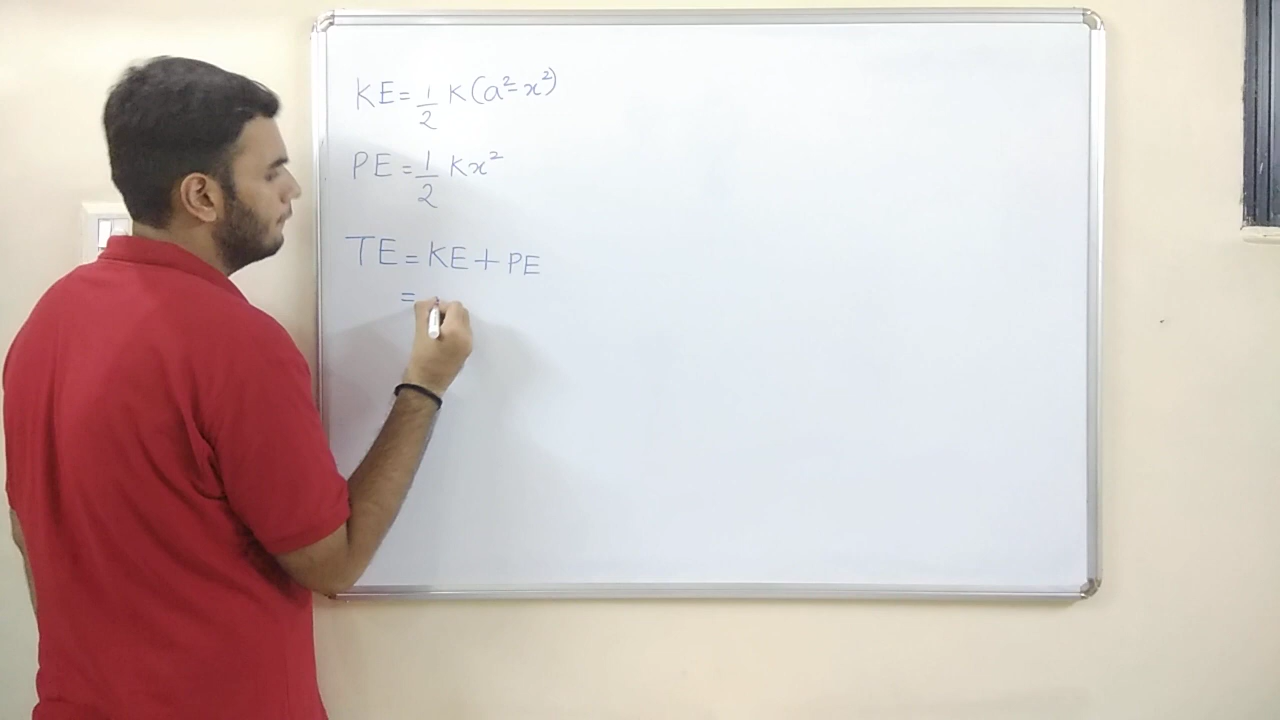 KE = 1/2 K(a² - x²)
PE = 1/2 Kx²
TE = KE + PE
=